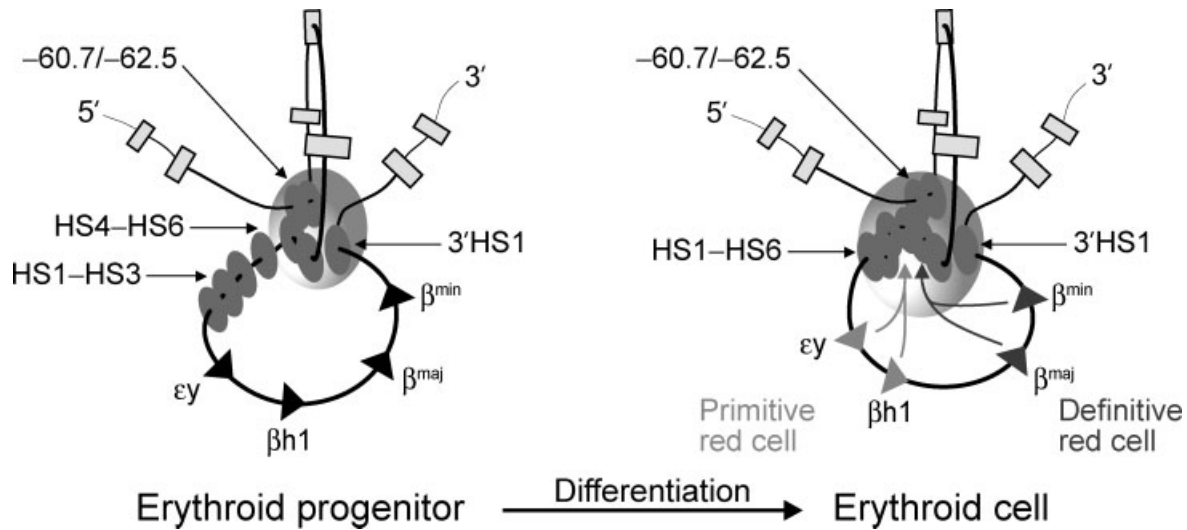 –60.7/–62.5
5′
3′
HS4–HS6
HS1–HS3
3′HS1
βmin
βmaj
εy
βh1
–60.7/–62.5
5′
3′
HS1–HS6
3′HS1
βmin
βmaj
εy
βh1
Primitive
red cell
Definitive
red cell
Erythroid progenitor
Differentiation
Erythroid cell